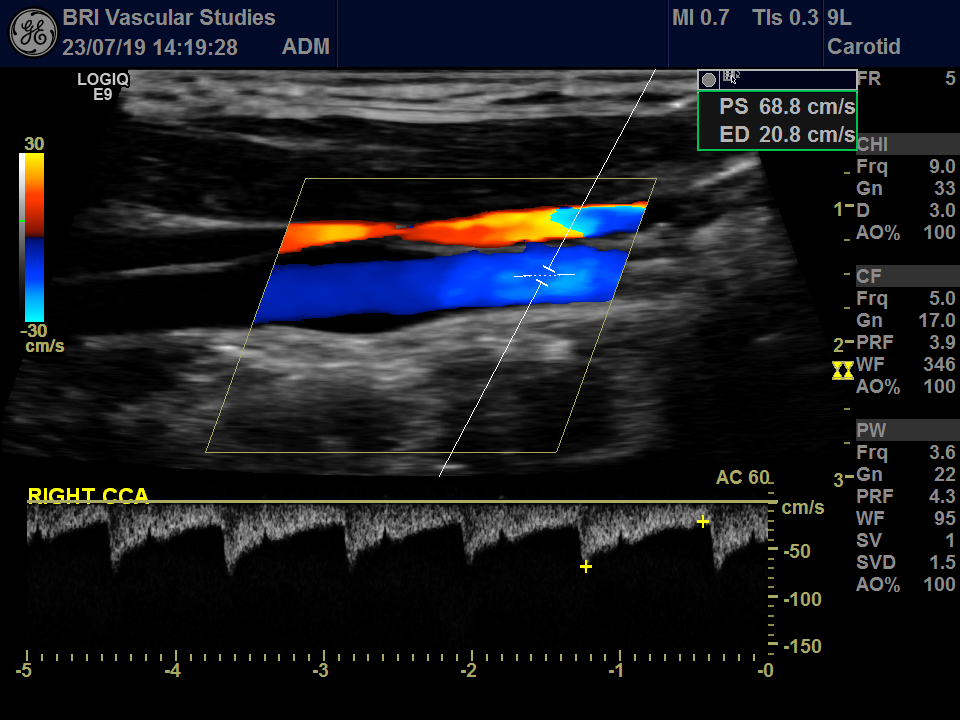 BRI Vascular Studies
23/07/19 14:19:28 ADM
MI 0.7 TIs 0.3
9L
Carotid
LOGIQ
E9
PS 68.8 cm/s
ED 20.8 cm/s
FR 5
CHI
Frq 9.0
Gn 33
D 3.0
AO% 100
CF
Frq 5.0
Gn 17.0
PRF 3.9
WF 346
AO% 100
PW
Frq 3.6
Gn 22
PRF 4.3
WF 95
SV 1
SVD 1.5
AO% 100
30
-30
cm/s
1
2
3
AC 60
RIGHT CCA
cm/s
-50
-100
-150
-5 -4 -3 -2 -1 -0